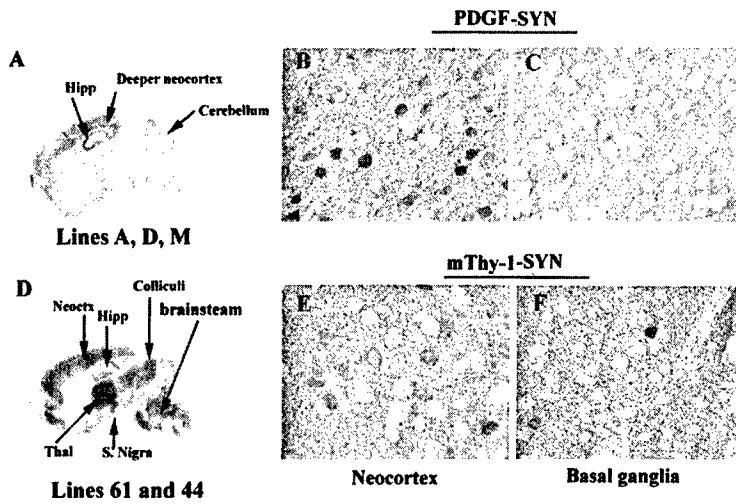 PDGF-SYN
A
Hipp
Deeper neocortex
Cerebellum
B
C
Lines A, D, M
mThy-1-SYN
D
Neoctx
Hipp
Colliculi
brainsteam
Thal
S. Nigra
E
F
Lines 61 and 44
Neocortex
Basal ganglia